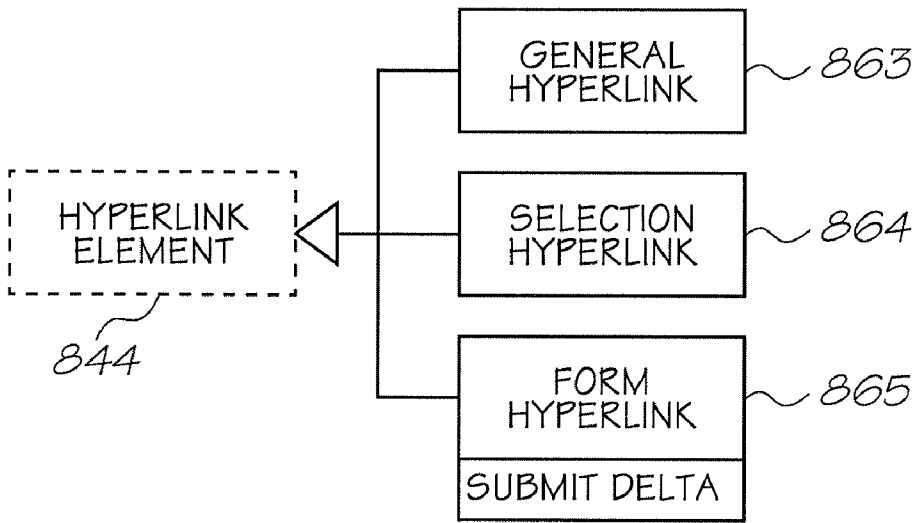 GENERAL
HYPERLINK
863
HYPERLINK
ELEMENT
844
SELECTION
HYPERLINK
864
FORM
HYPERLINK
865
SUBMIT DELTA